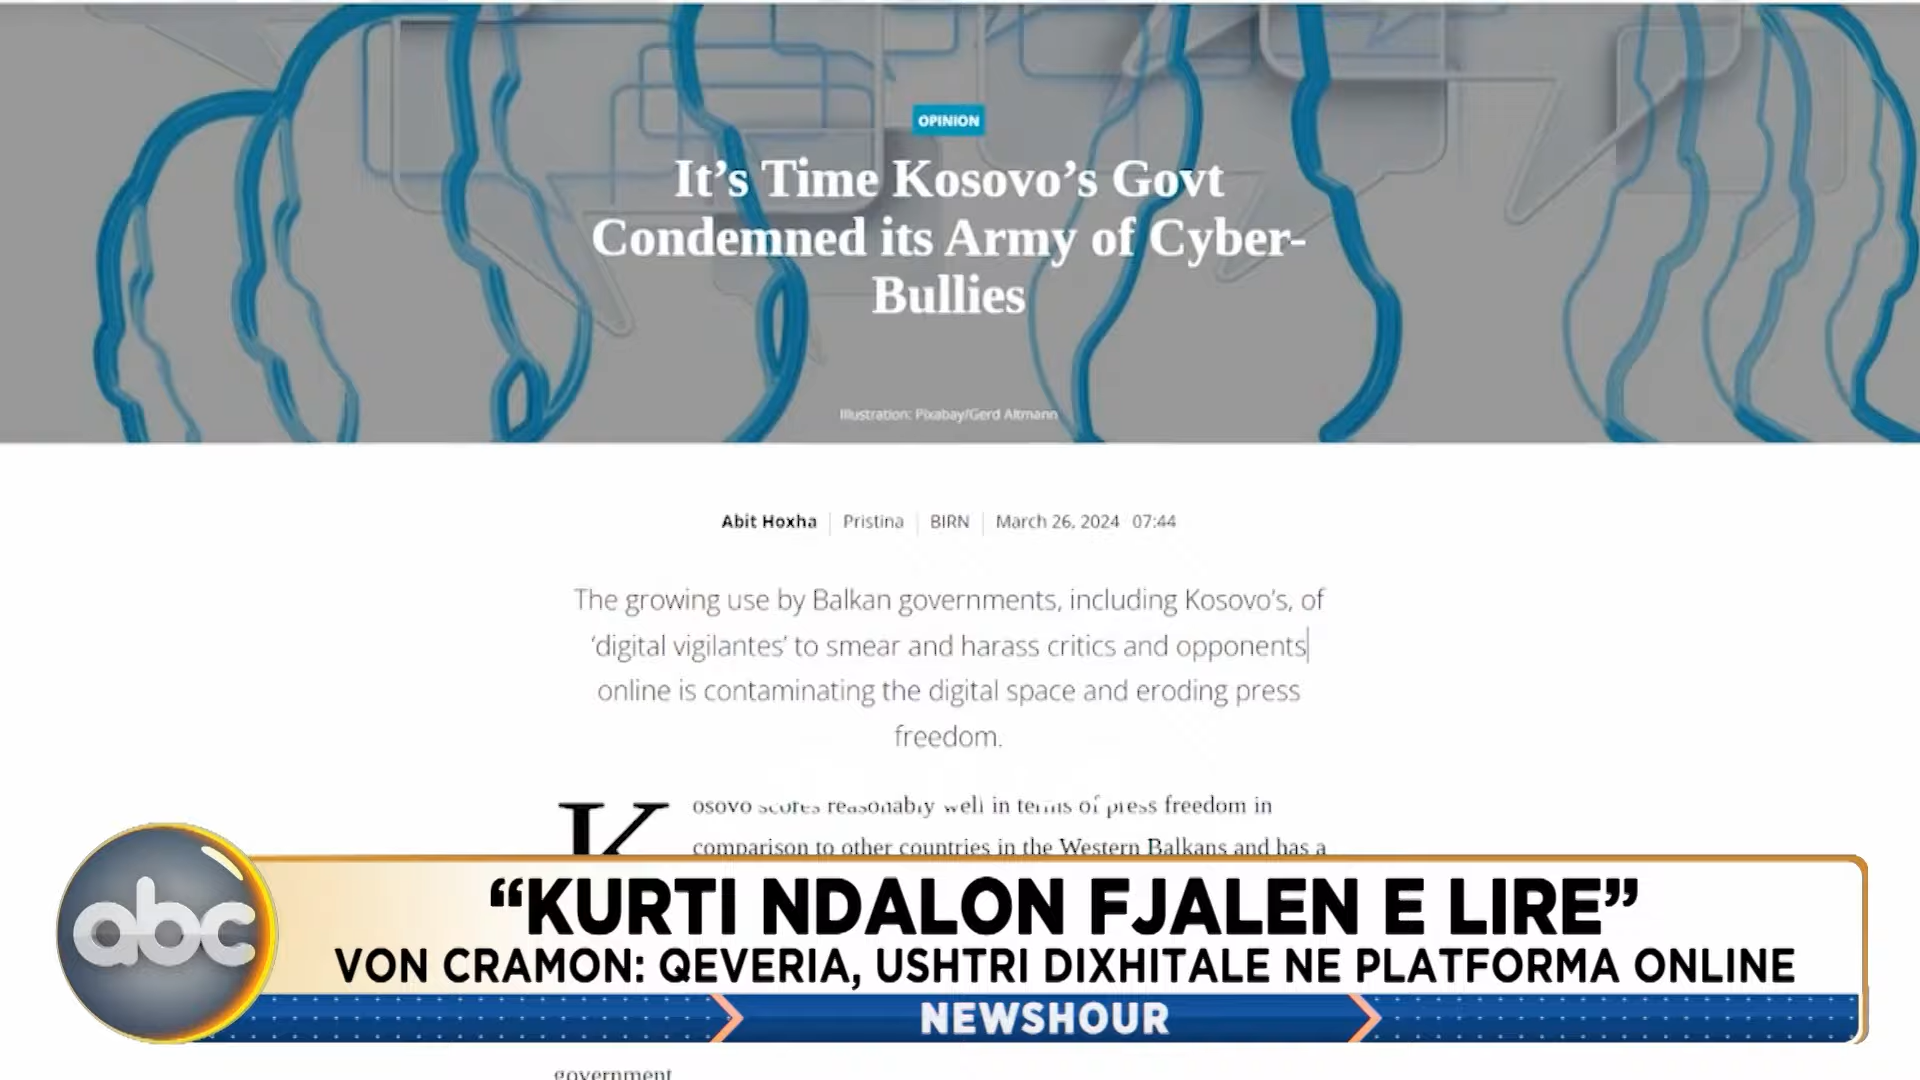 OPINION
It’s Time Kosovo’s Govt
Condemned its Army of Cyber-
Bullies
Illustration: Pixabay/Gerd Altmann
Abit Hoxha | Pristina | BIRN | March 26, 2024 07:44
The growing use by Balkan governments, including Kosovo’s, of
‘digital vigilantes’ to smear and harass critics and opponents
online is contaminating the digital space and eroding press
freedom.
Kosovo scores reasonably well in terms of press freedom in
comparison to other countries in the Western Balkans and has a
abc
“KURTI NDALON FJALEN E LIRE”
VON CRAMON: QEVERIA, USHTRI DIXHITALE NE PLATFORMA ONLINE
NEWSHOUR
government